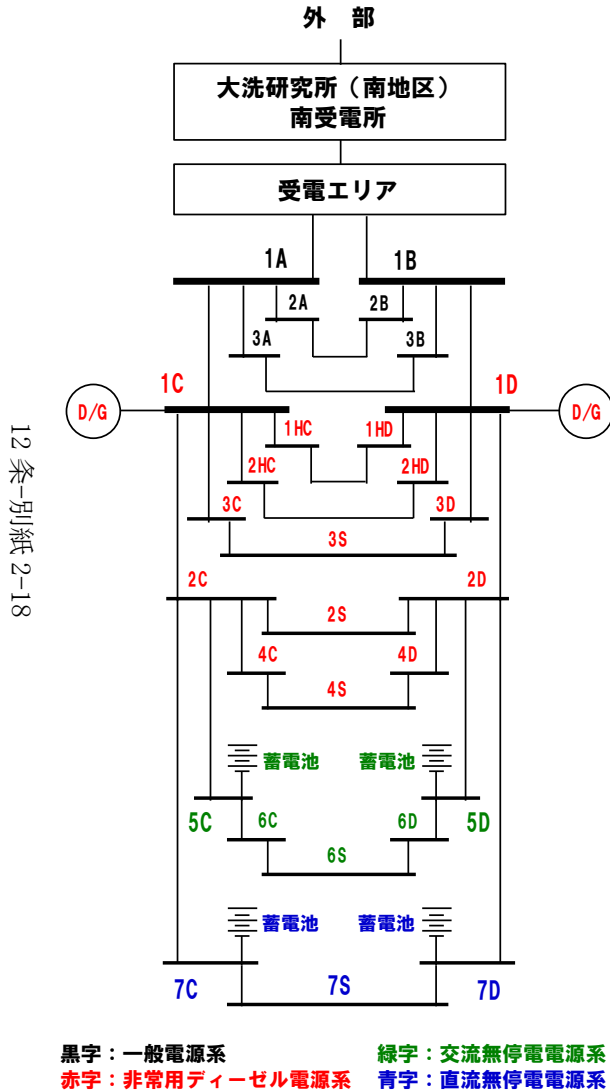 外 部
大洗研究所（南地区）
南受電所
受電エリア
1A 1B
2A 2B
3A 3B
1C 1D
D/G D/G
1HC 1HD
2HC 2HD
3C 3D
3S
2C 2D
2S
4C 4D
4S
蓄電池 蓄電池
5C 6C 6D 5D
6S
蓄電池 蓄電池
7C 7S 7D
黒字：一般電源系 緑字：交流無停電電源系
赤字：非常用ディーゼル電源系 青字：直流無停電電源系
12 条-別紙 2-18